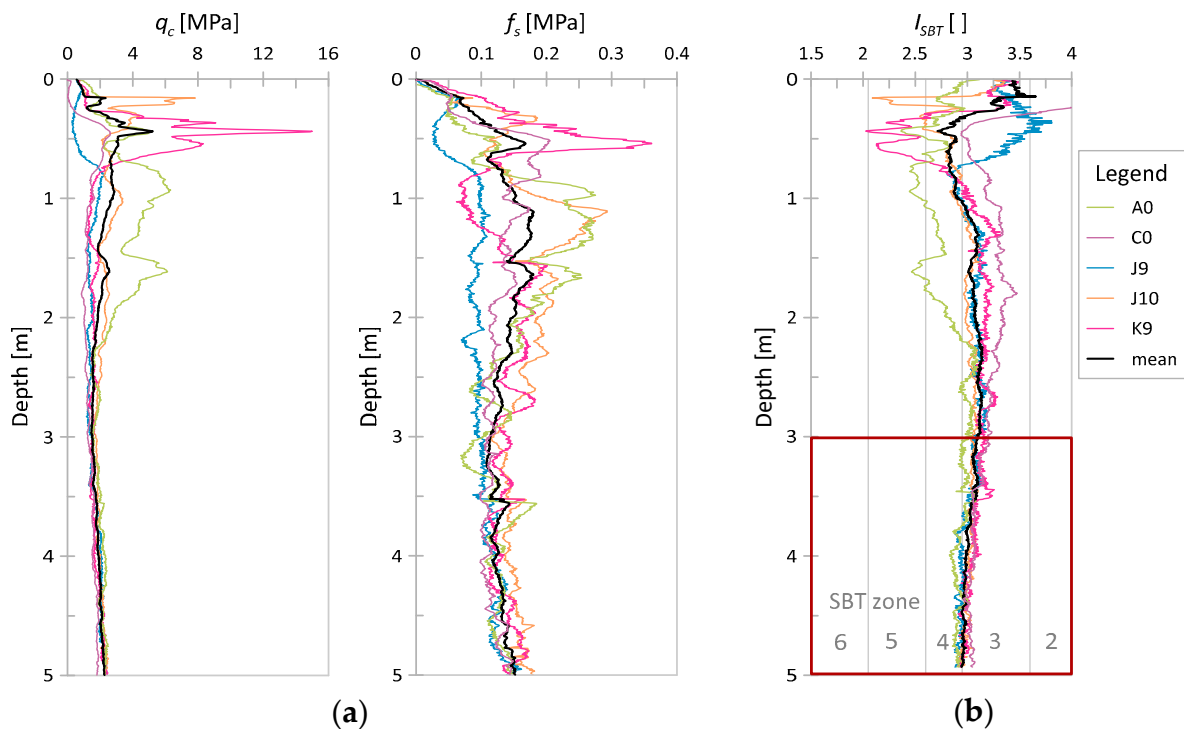 q_c [MPa]
0 4 8 12 16
f_s [MPa]
0 0.1 0.2 0.3 0.4
I_SBT [ ]
1.5 2 2.5 3 3.5 4
Depth [m]
0
1
2
3
4
5
Depth [m]
0
1
2
3
4
5
Depth [m]
0
1
2
3
4
5
SBT zone
6 5 4 3 2
Legend
A0
C0
J9
J10
K9
mean
(a)
(b)